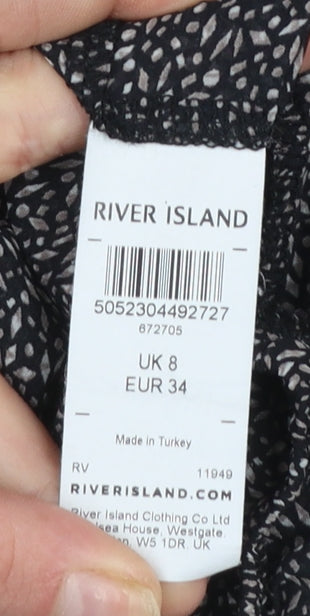 RIVER ISLAND
5052304492727
672705
UK 8
EUR 34
Made in Turkey
RV 11949
RIVERISLAND.COM
River Island Clothing Co Ltd
House, Westgate.
W5 1DR. UK